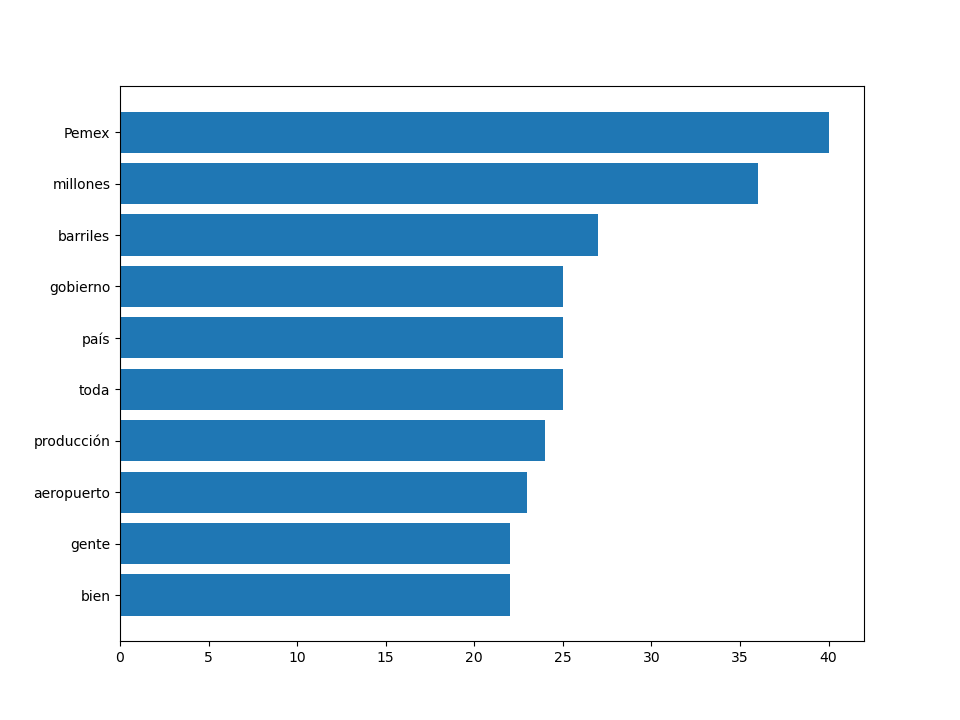 Pemex
millones
barriles
gobierno
país
toda
producción
aeropuerto
gente
bien
0 5 10 15 20 25 30 35 40